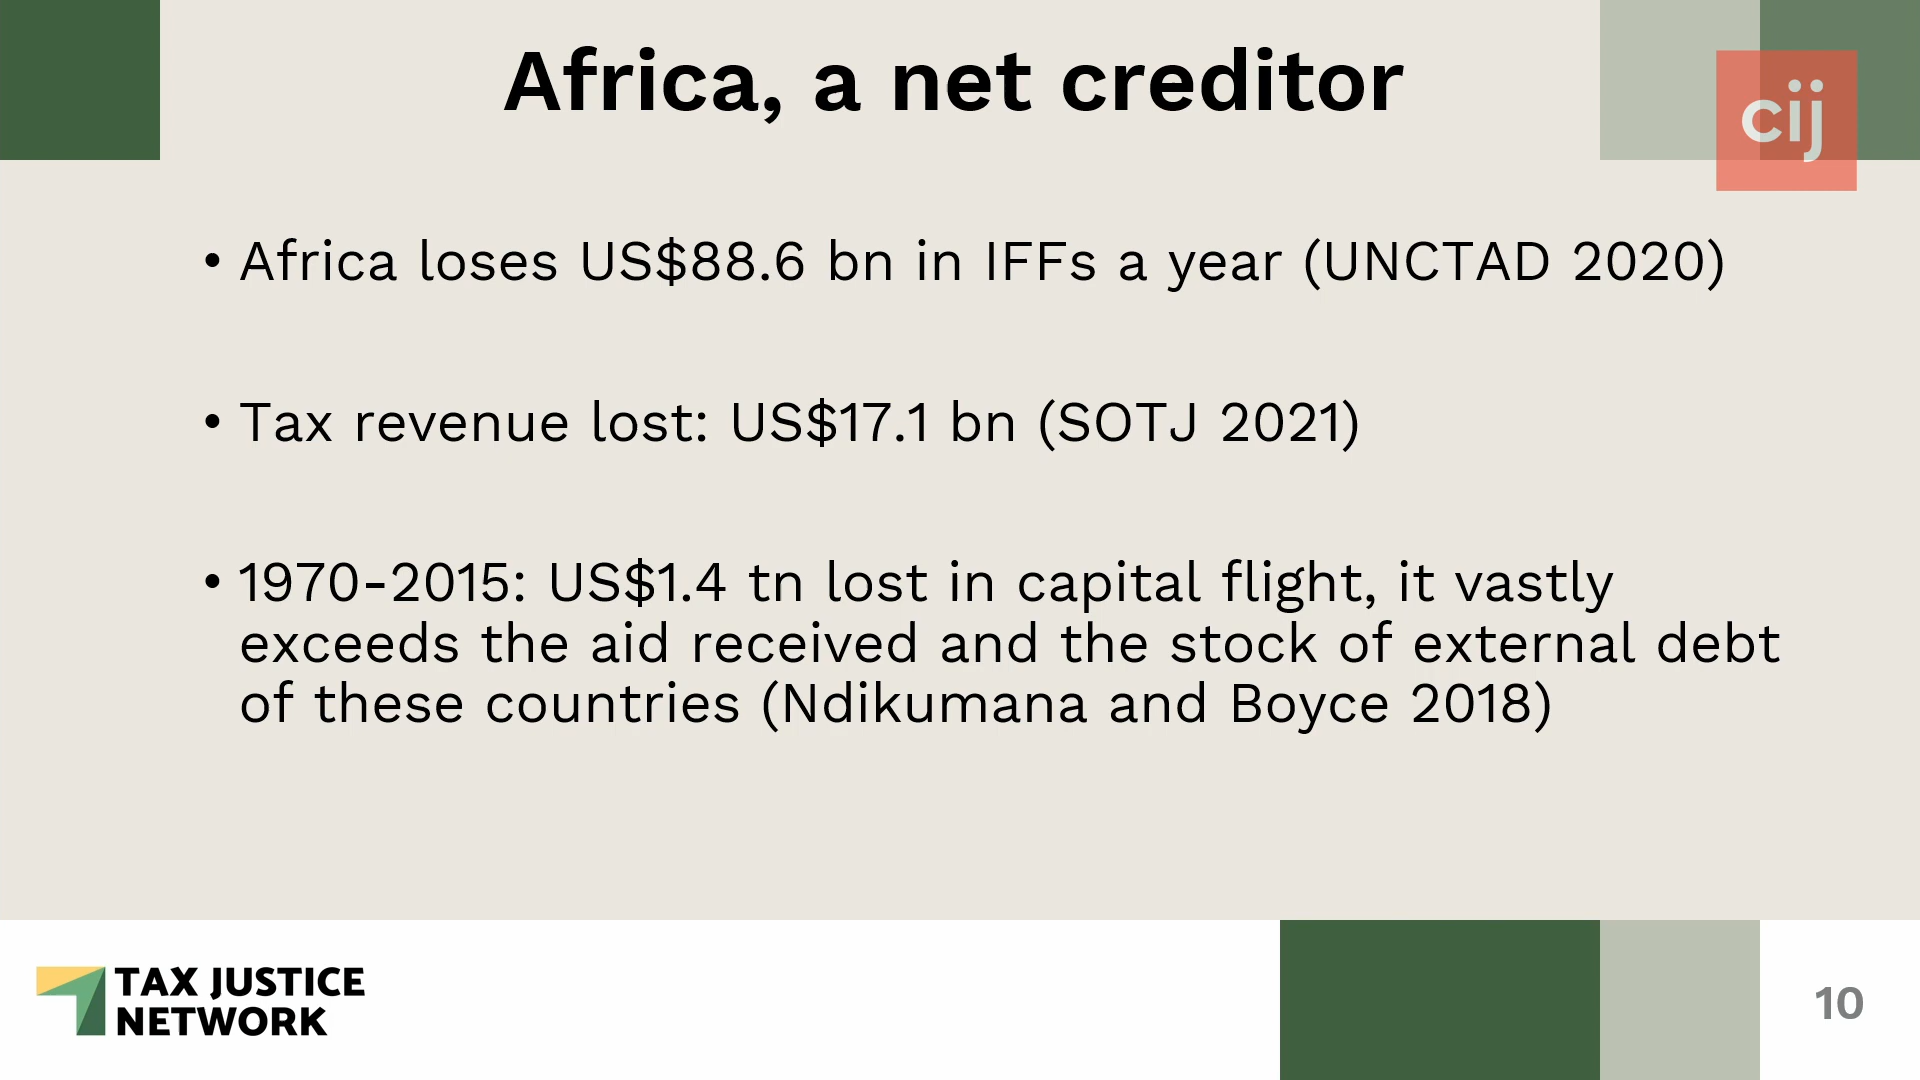 Africa, a net creditor
cij
• Africa loses US$88.6 bn in IFFs a year (UNCTAD 2020)
• Tax revenue lost: US$17.1 bn (SOTJ 2021)
• 1970-2015: US$1.4 tn lost in capital flight, it vastly
exceeds the aid received and the stock of external debt
of these countries (Ndikumana and Boyce 2018)
TAX JUSTICE
NETWORK
10